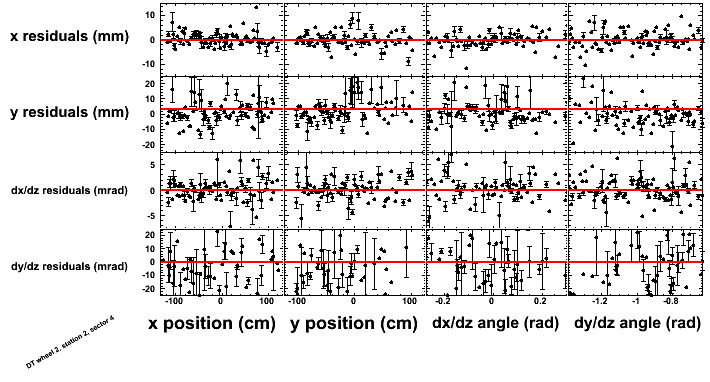 x residuals (mm)
10
0
-10
y residuals (mm)
20
10
0
-10
-20
dx/dz residuals (mrad)
5
0
-5
dy/dz residuals (mrad)
20
10
0
-10
-20
-100 0 100 -100 0 100 -0.2 0 0.2 -1.2 -1 -0.8
x position (cm) y position (cm) dx/dz angle (rad) dy/dz angle (rad)
DT wheel 2, station 2, sector 4